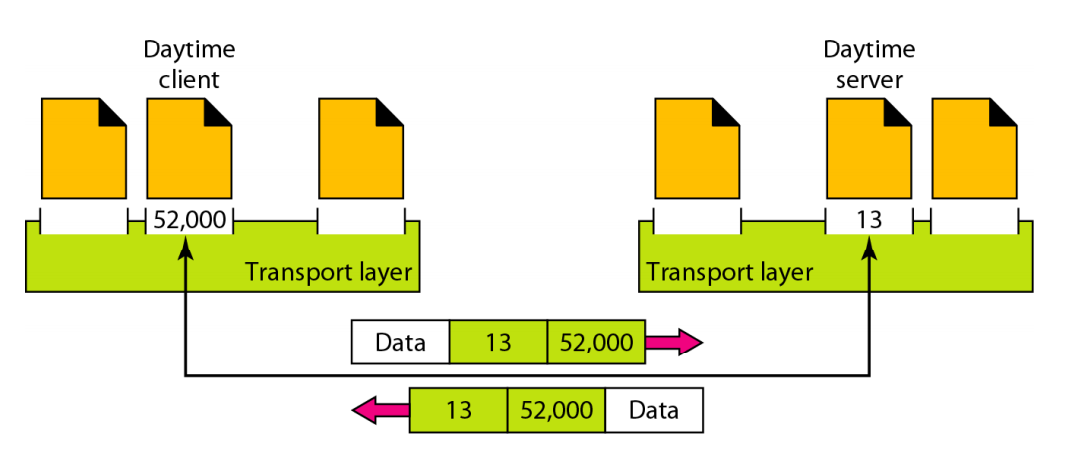 Daytime
client
Daytime
server
52,000
13
Transport layer
Transport layer
Data 13 52,000
13 52,000 Data